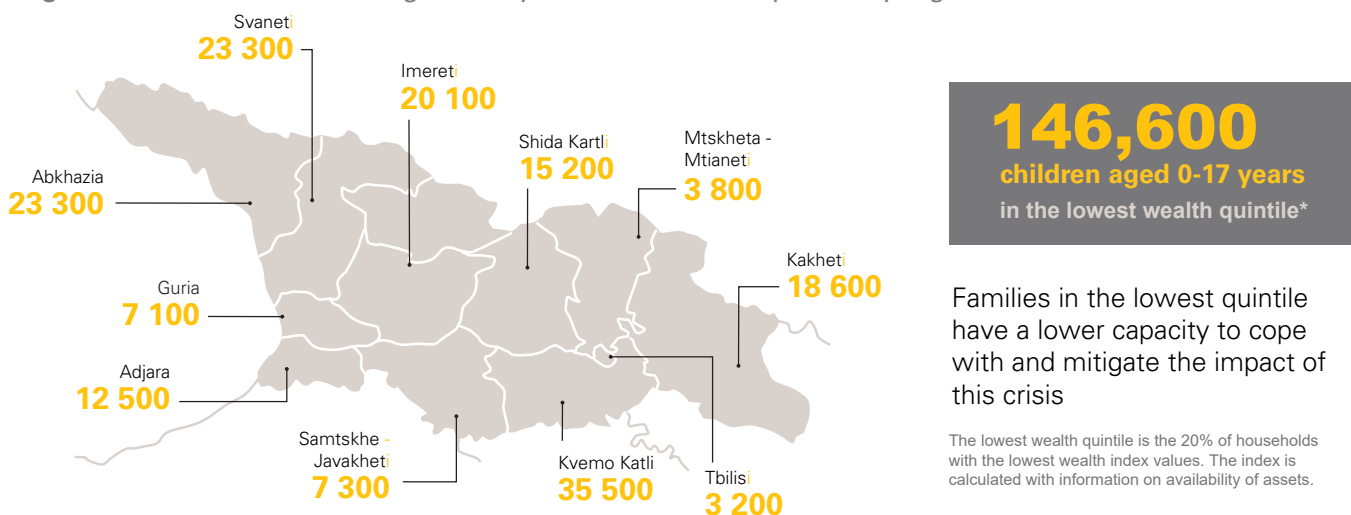 Svaneti
23 300
Imereti
20 100
Shida Kartli
15 200
Mtskheta -
Mtianeti
3 800
Abkhazia
23 300
Kakheti
18 600
Guria
7 100
Adjara
12 500
Samtskhe -
Javakheti
7 300
Kvemo Katli
35 500
Tbilisi
3 200
146,600
children aged 0-17 years
in the lowest wealth quintile*
Families in the lowest quintile
have a lower capacity to cope
with and mitigate the impact of
this crisis
The lowest wealth quintile is the 20% of households
with the lowest wealth index values. The index is
calculated with information on availability of assets.